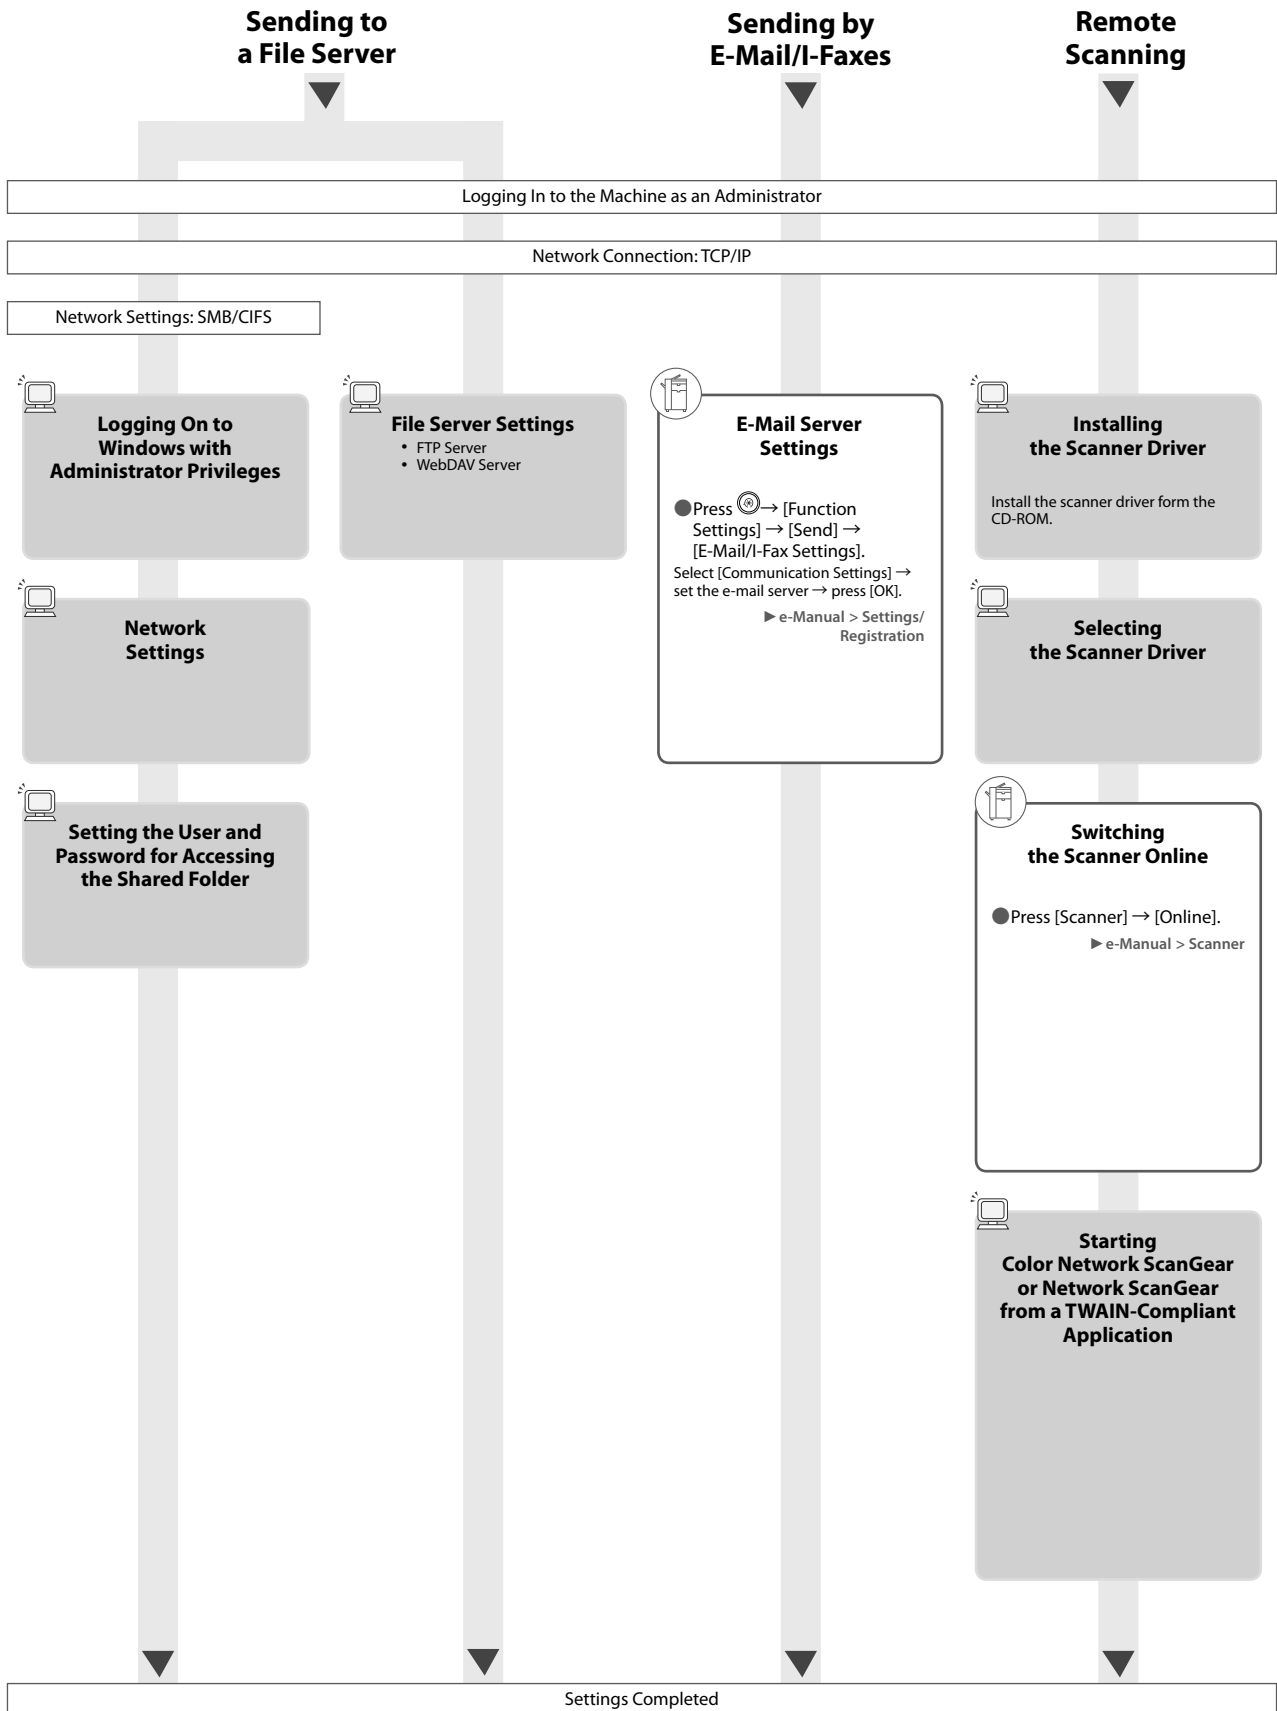 Sending to
a File Server
Sending by
E-Mail/I-Faxes
Remote
Scanning
Logging In to the Machine as an Administrator
Network Connection: TCP/IP
Network Settings: SMB/CIFS
Logging On to
Windows with
Administrator Privileges
Network
Settings
Setting the User and
Password for Accessing
the Shared Folder
File Server Settings
• FTP Server
• WebDAV Server
E-Mail Server
Settings
●Press → [Function
Settings] → [Send] →
[E-Mail/I-Fax Settings].
Select [Communication Settings] →
set the e-mail server → press [OK].
►e-Manual > Settings/
Registration
Installing
the Scanner Driver
Install the scanner driver form the
CD-ROM.
Selecting
the Scanner Driver
Switching
the Scanner Online
●Press [Scanner] → [Online].
►e-Manual > Scanner
Starting
Color Network ScanGear
or Network ScanGear
from a TWAIN-Compliant
Application
Settings Completed